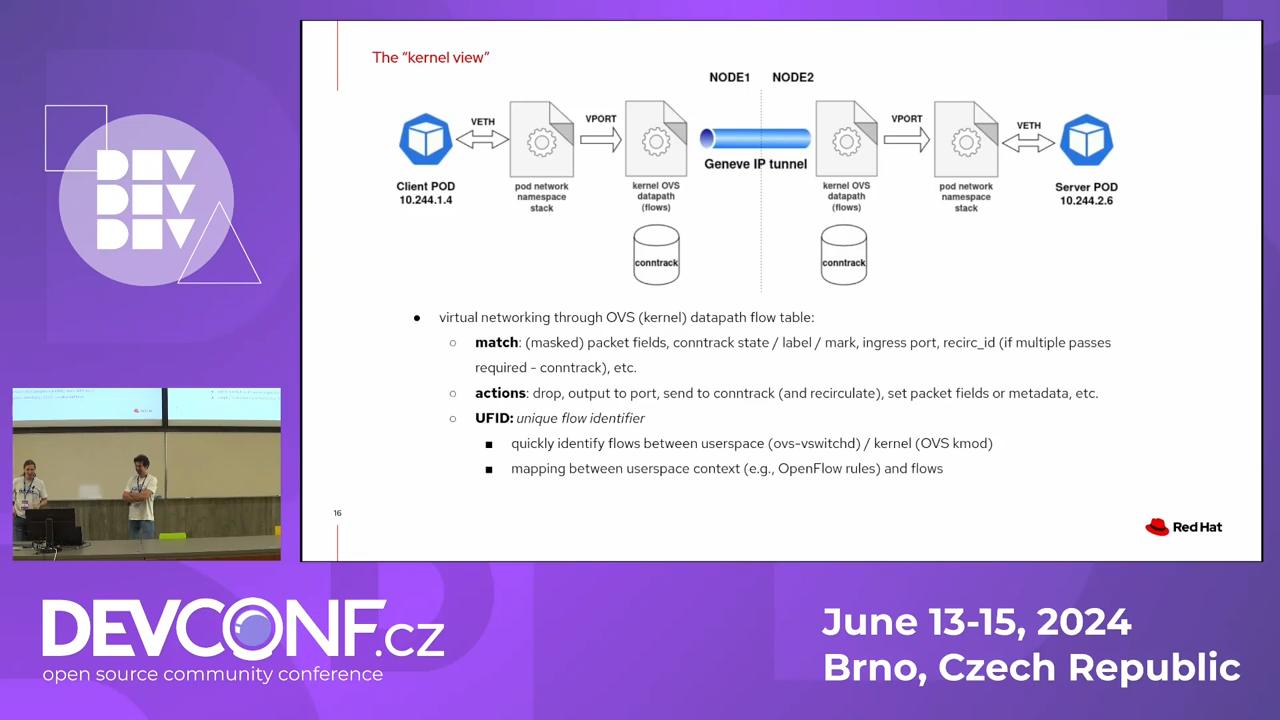 The “kernel view”
NODE1 NODE2
VETH
VPORT
VPORT
VETH
Geneve IP tunnel
Client POD
10.244.1.4
pod network
namespace
stack
kernel OVS
datapath
(flows)
kernel OVS
datapath
(flows)
pod network
namespace
stack
Server POD
10.244.2.6
conntrack
conntrack
● virtual networking through OVS (kernel) datapath flow table:
○ match: (masked) packet fields, conntrack state / label / mark, ingress port, recirc_id (if multiple passes
required - conntrack), etc.
○ actions: drop, output to port, send to conntrack (and recirculate), set packet fields or metadata, etc.
○ UFID: unique flow identifier
■ quickly identify flows between userspace (ovs-vswitchd) / kernel (OVS kmod)
■ mapping between userspace context (e.g., OpenFlow rules) and flows
16
Red Hat
DEV
DEV
DEV
DEVCONF.cz
open source community conference
June 13-15, 2024
Brno, Czech Republic